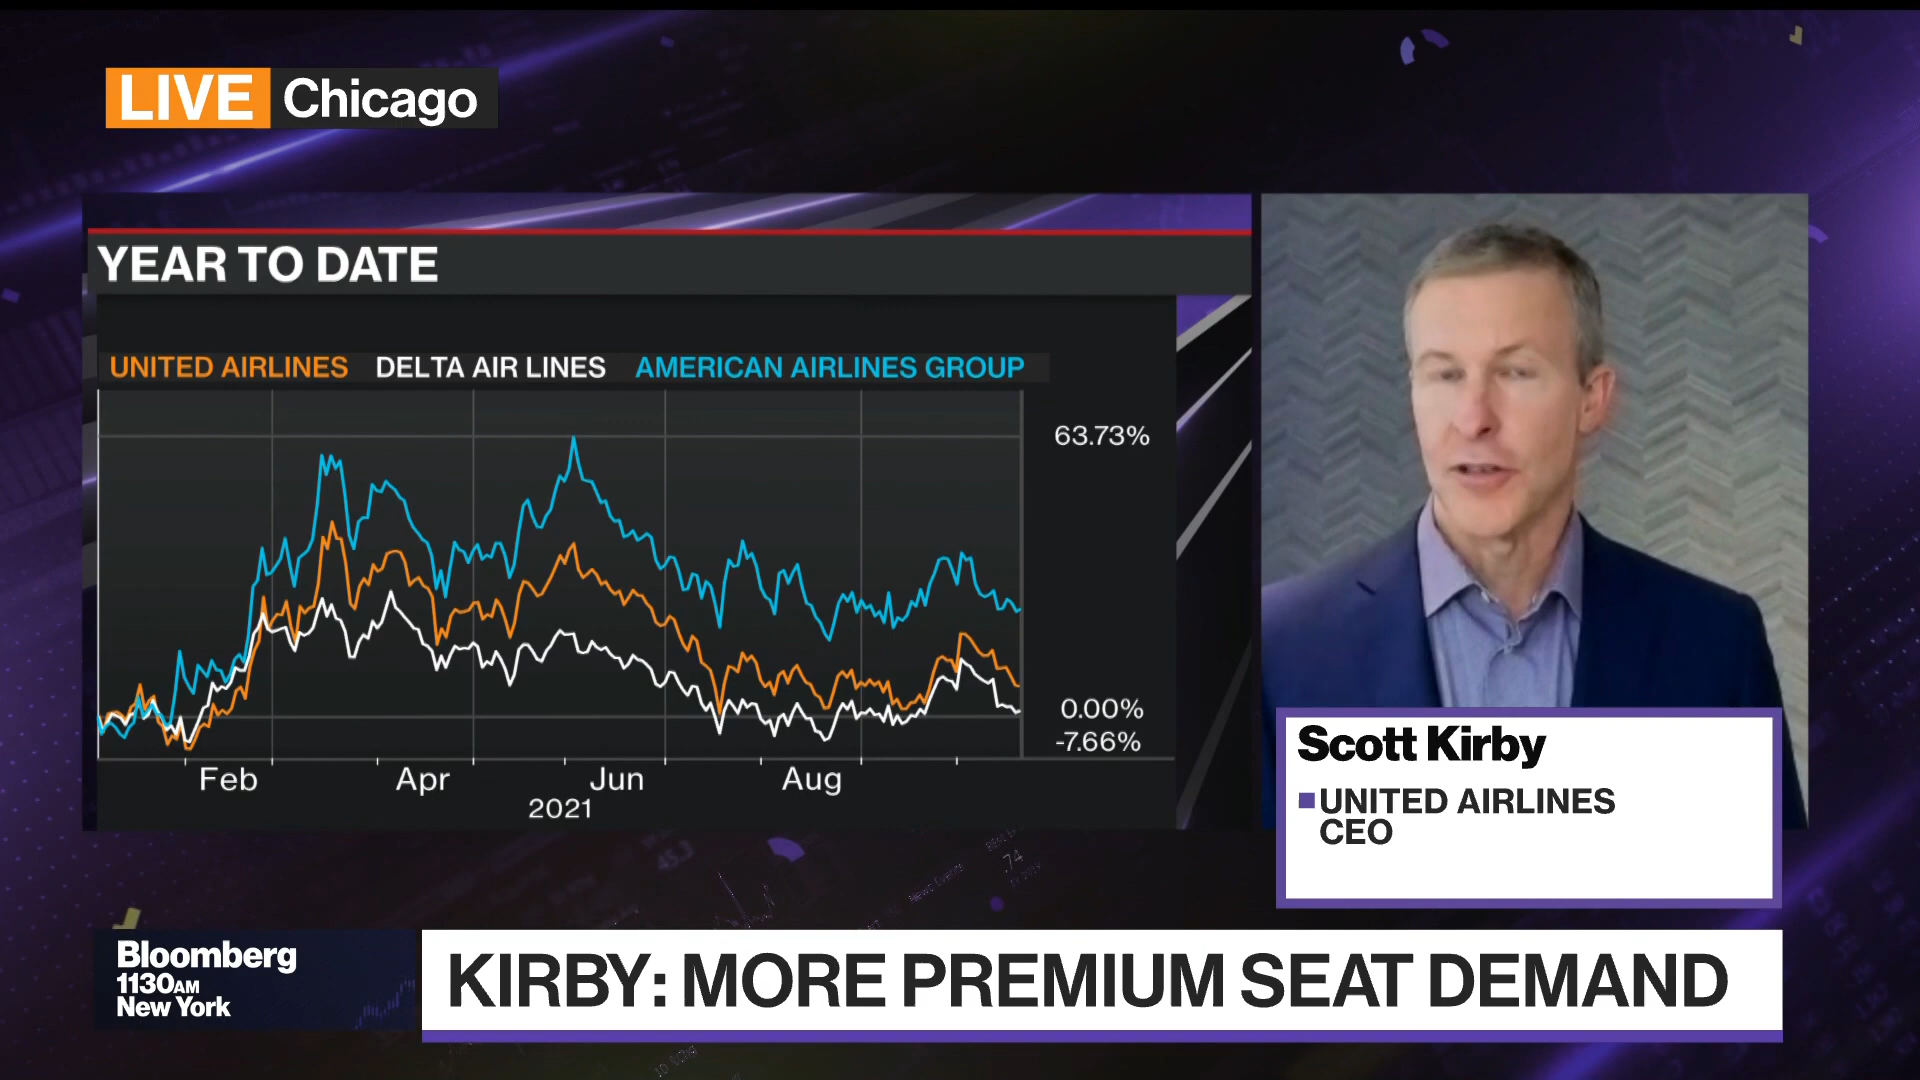 LIVE Chicago
YEAR TO DATE
UNITED AIRLINES DELTA AIR LINES AMERICAN AIRLINES GROUP
63.73%
0.00%
-7.66%
Feb Apr Jun Aug
2021
Scott Kirby
UNITED AIRLINES
CEO
Bloomberg
1130AM
New York
KIRBY: MORE PREMIUM SEAT DEMAND